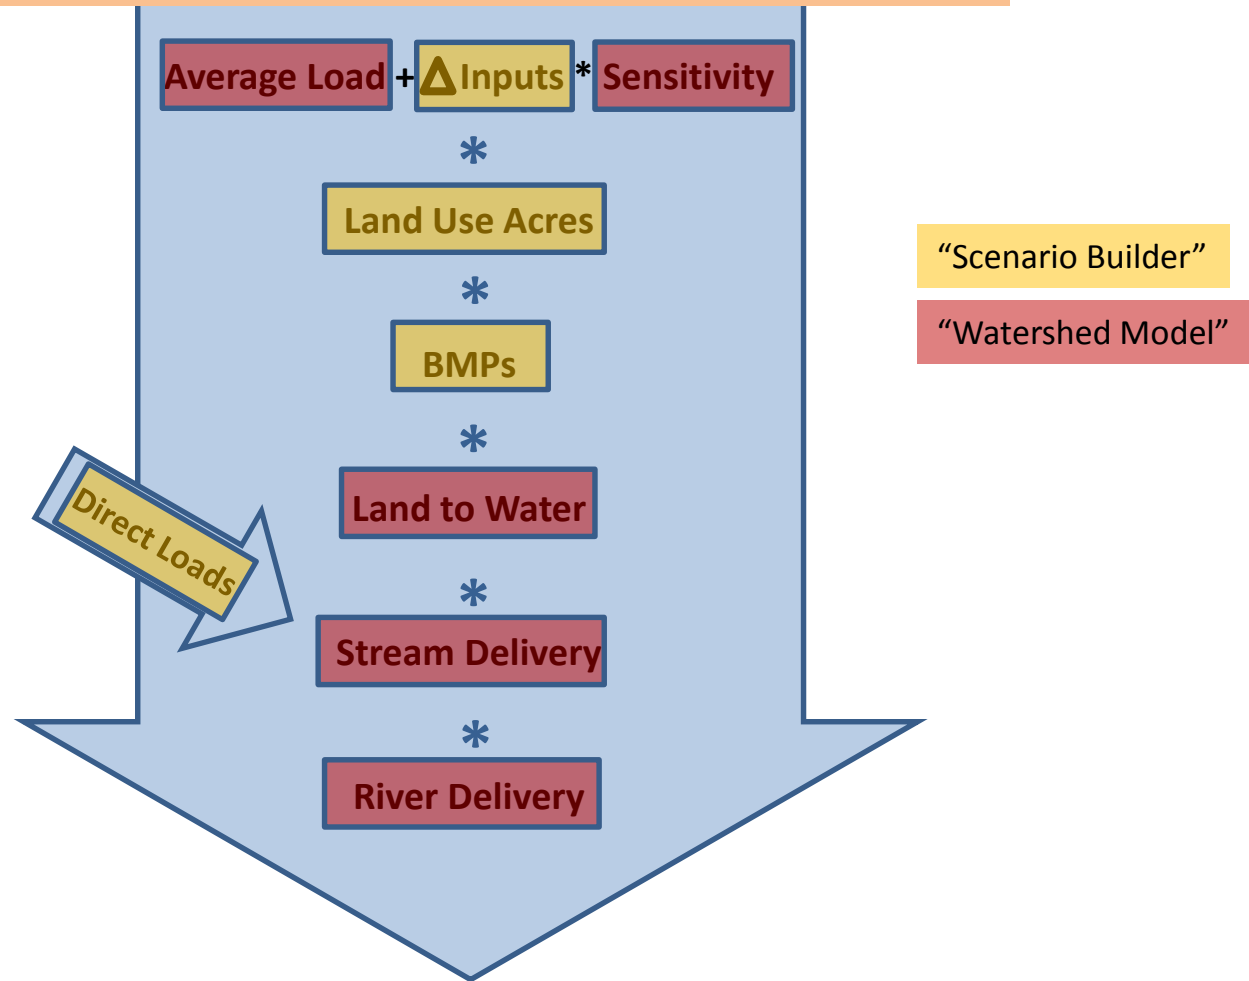 Average Load + Δ Inputs * Sensitivity
*
Land Use Acres
*
BMPs
*
Land to Water
Direct Loads
*
Stream Delivery
*
River Delivery
“Scenario Builder”
“Watershed Model”